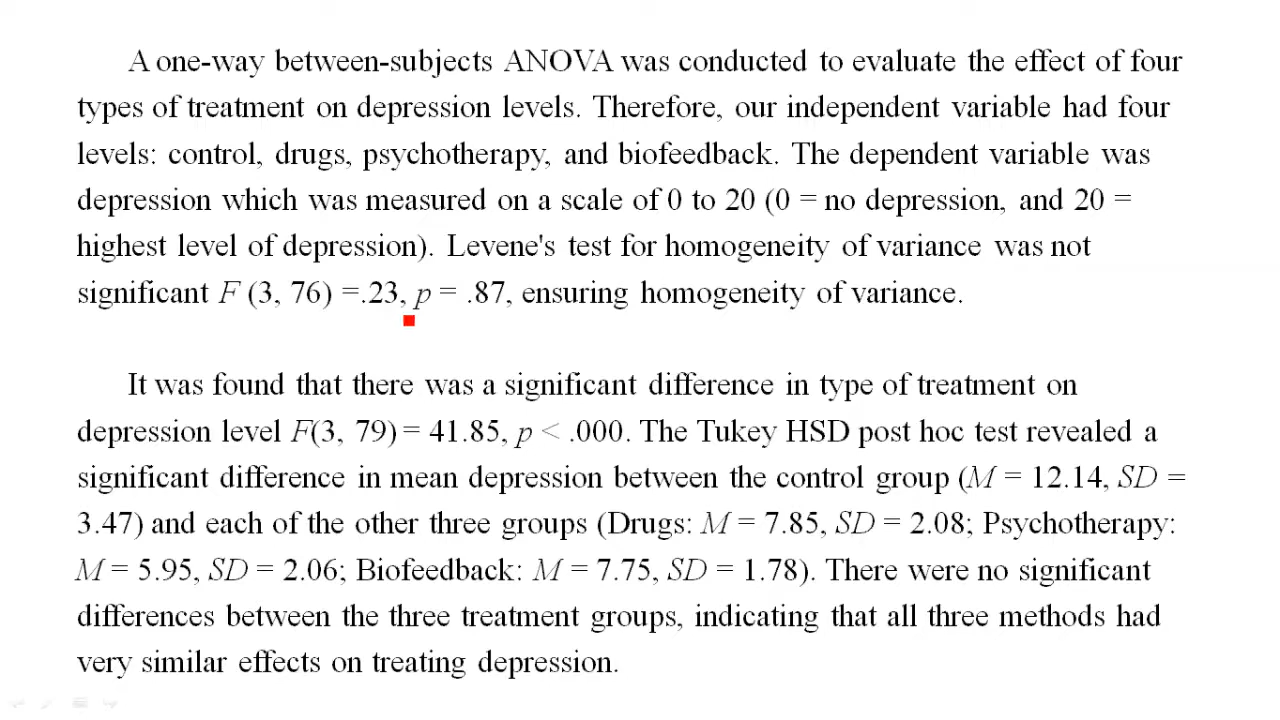 A one-way between-subjects ANOVA was conducted to evaluate the effect of four
types of treatment on depression levels. Therefore, our independent variable had four
levels: control, drugs, psychotherapy, and biofeedback. The dependent variable was
depression which was measured on a scale of 0 to 20 (0 = no depression, and 20 =
highest level of depression). Levene's test for homogeneity of variance was not
significant F (3, 76) =.23, p = .87, ensuring homogeneity of variance.
It was found that there was a significant difference in type of treatment on
depression level F(3, 79) = 41.85, p < .000. The Tukey HSD post hoc test revealed a
significant difference in mean depression between the control group (M = 12.14, SD =
3.47) and each of the other three groups (Drugs: M = 7.85, SD = 2.08; Psychotherapy:
M = 5.95, SD = 2.06; Biofeedback: M = 7.75, SD = 1.78). There were no significant
differences between the three treatment groups, indicating that all three methods had
very similar effects on treating depression.